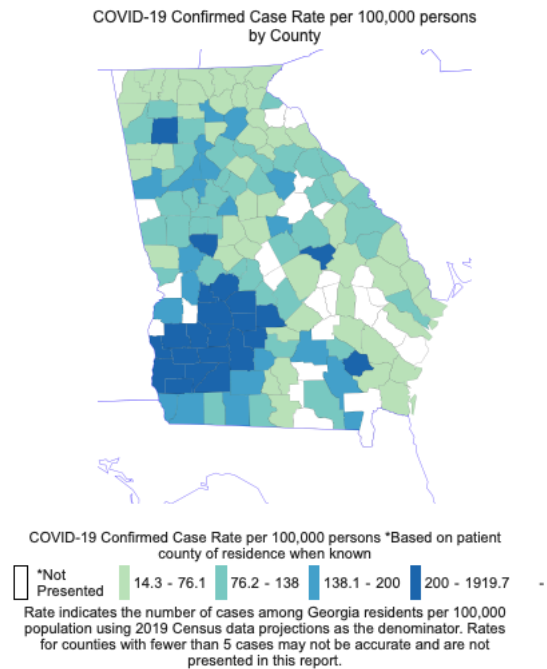 COVID-19 Confirmed Case Rate per 100,000 persons
by County
COVID-19 Confirmed Case Rate per 100,000 persons *Based on patient
county of residence when known
*Not
Presented
14.3 - 76.1
76.2 - 138
138.1 - 200
200 - 1919.7
-
Rate indicates the number of cases among Georgia residents per 100,000
population using 2019 Census data projections as the denominator. Rates
for counties with fewer than 5 cases may not be accurate and are not
presented in this report.